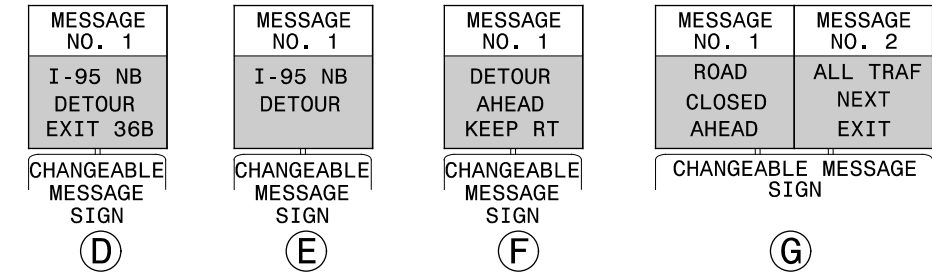 MESSAGE
NO. 1
I-95 NB
DETOUR
EXIT 36B
CHANGEABLE
MESSAGE
SIGN
D
MESSAGE
NO. 1
I-95 NB
DETOUR
CHANGEABLE
MESSAGE
SIGN
E
MESSAGE
NO. 1
DETOUR
AHEAD
KEEP RT
CHANGEABLE
MESSAGE
SIGN
F
MESSAGE
NO. 1
ROAD
CLOSED
AHEAD
MESSAGE
NO. 2
ALL TRAF
NEXT
EXIT
CHANGEABLE MESSAGE
SIGN
G